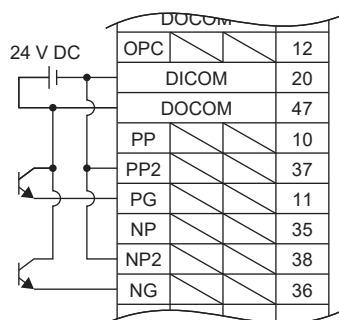 DOCOM
24 V DC
OPC 12
DICOM 20
DOCOM 47
PP 10
PP2 37
PG 11
NP 35
NP2 38
NG 36